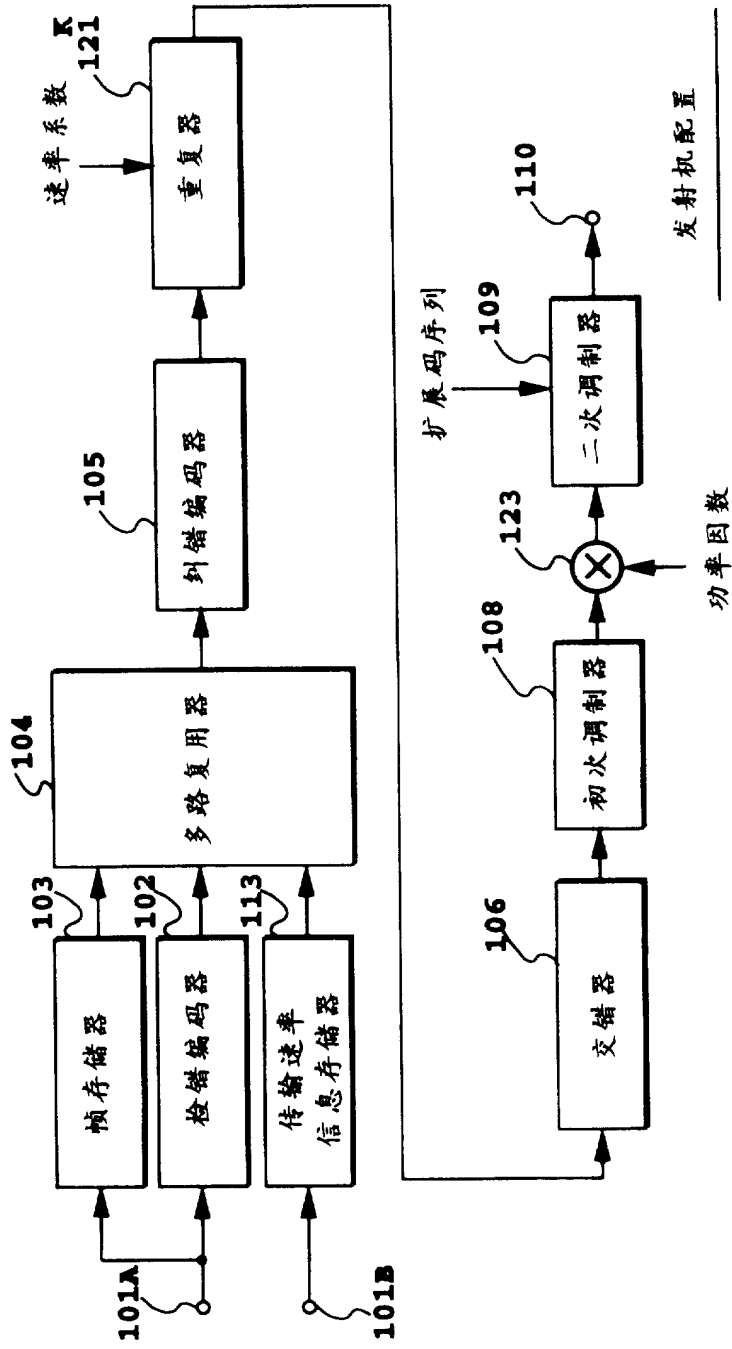 101A
101B
帧存储器
103
检错编码器
102
传输速率
信息存储器
113
多路复用器
104
纠错编码器
105
重复器
121
速率系数
K
交错器
106
初次调制器
108
123
功率因数
二次调制器
109
扩展码序列
110
发射机配置